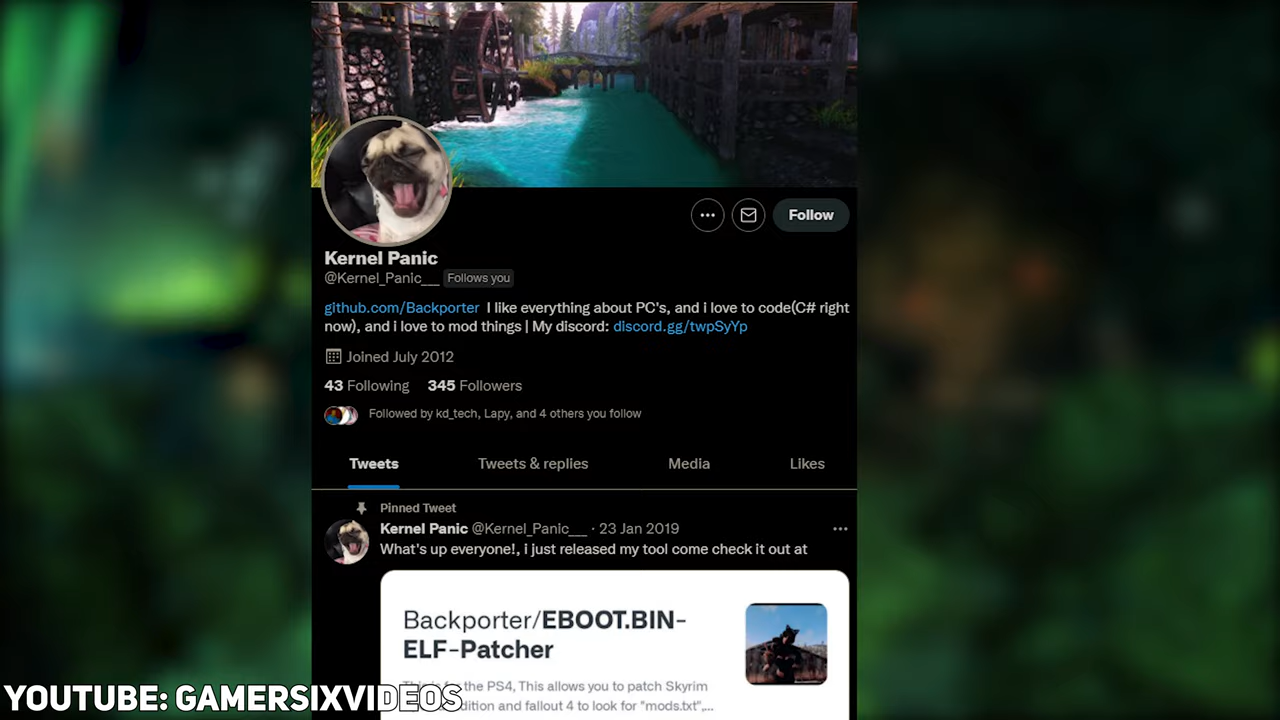 Follow
Kernel Panic
@Kernel_Panic___ Follows you
github.com/Backporter I like everything about PC's, and i love to code(C# right
now), and i love to mod things | My discord: discord.gg/twpSyYp
Joined July 2012
43 Following 345 Followers
Followed by kd_tech, Lapy, and 4 others you follow
Tweets Tweets & replies Media Likes
Pinned Tweet
Kernel Panic @Kernel_Panic___ · 23 Jan 2019
What's up everyone!, i just released my tool come check it out at
Backporter/EBOOT.BIN-
ELF-Patcher
for the PS4, This allows you to patch Skyrim
and fallout 4 to look for "mods.txt",...
YOUTUBE: GAMERSIXVIDEOS